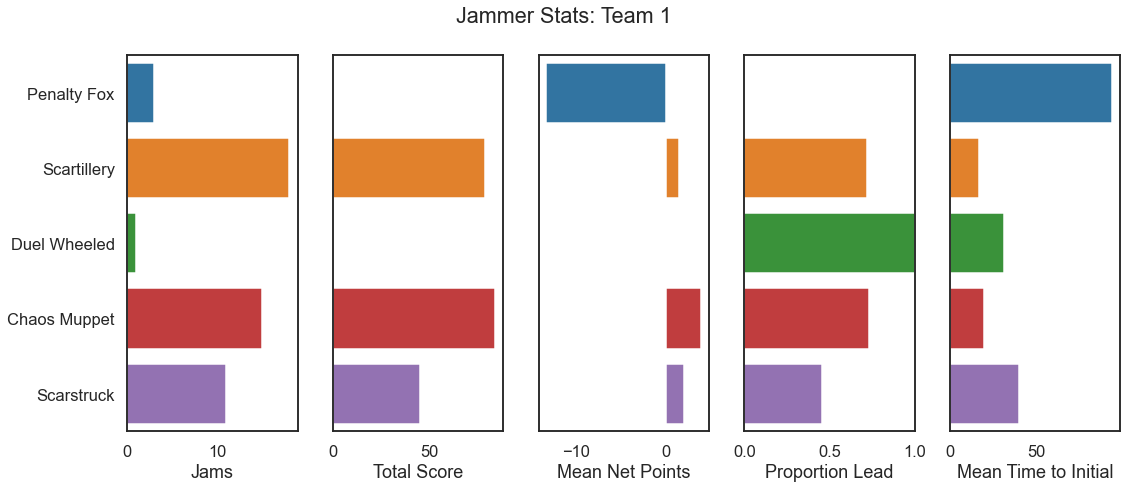 Jammer Stats: Team 1
Penalty Fox
Scartillery
Duel Wheeled
Chaos Muppet
Scarstruck
0 10
Jams
0 50
Total Score
−10 0
Mean Net Points
0.0 0.5 1.0
Proportion Lead
0 50
Mean Time to Initial